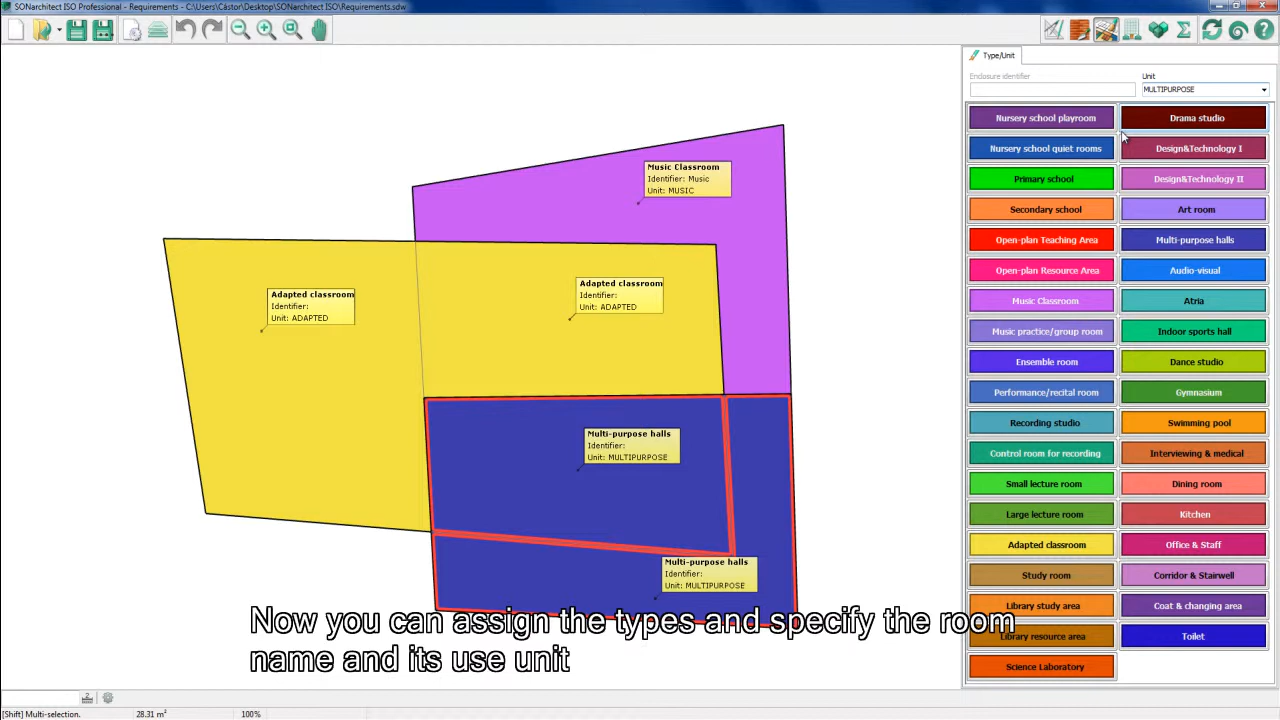 SONarchitect ISO Professional - Requirements - C:\Users\Cástor\Desktop\SONarchitect ISO\Requirements.sdw
Type/Unit
Enclosure identifier
Unit
MULTIPURPOSE
Nursery school playroom
Drama studio
Nursery school quiet rooms
Design&Technology I
Primary school
Design&Technology II
Secondary school
Art room
Open-plan Teaching Area
Multi-purpose halls
Open-plan Resource Area
Audio-visual
Music Classroom
Atria
Music practice/group room
Indoor sports hall
Ensemble room
Dance studio
Performance/recital room
Gymnasium
Recording studio
Swimming pool
Control room for recording
Interviewing & medical
Small lecture room
Dining room
Large lecture room
Kitchen
Adapted classroom
Office & Staff
Study room
Corridor & Stairwell
Library study area
Coat & changing area
Library resource area
Toilet
Science Laboratory
Music Classroom
Identifier: Music
Unit: MUSIC
Adapted classroom
Identifier:
Unit: ADAPTED
Adapted classroom
Identifier:
Unit: ADAPTED
Multi-purpose halls
Identifier:
Unit: MULTIPURPOSE
Multi-purpose halls
Identifier:
Unit: MULTIPURPOSE
Now you can assign the types and specify the room
name and its use unit
[Shift] Multi-selection.
28.31 m²
100%